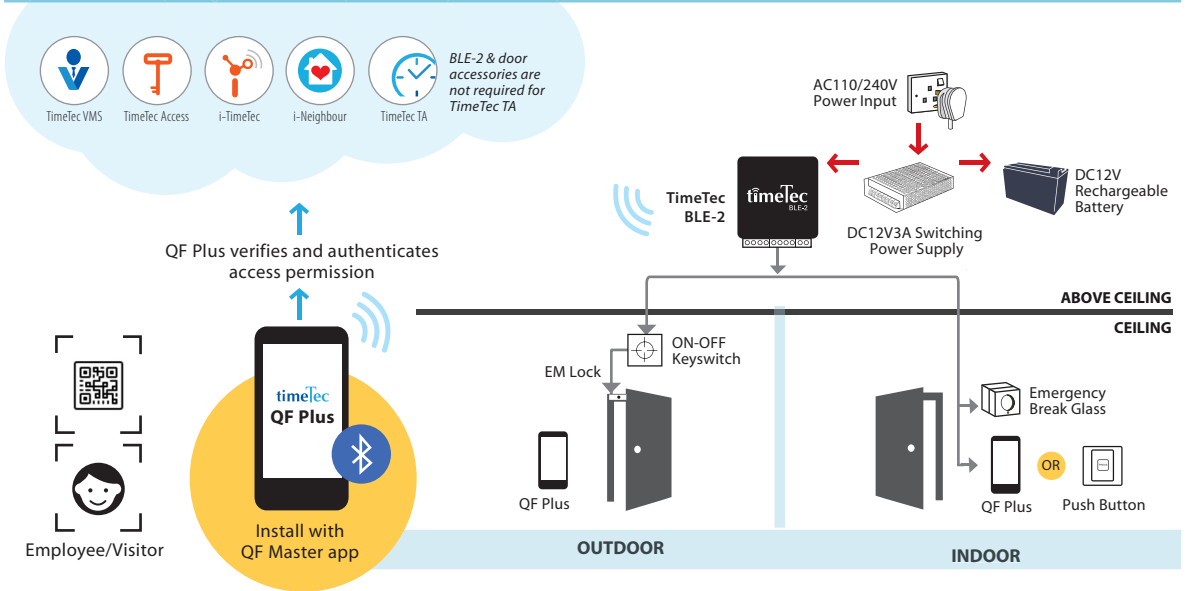 BLE-2 & door
accessories are
not required for
TimeTec TA
TimeTec VMS
TimeTec Access
i-TimeTec
i-Neighbour
TimeTec TA
AC110/240V
Power Input
TimeTec
BLE-2
timeTec
BLE-2
DC12V
Rechargeable
Battery
DC12V3A Switching
Power Supply
QF Plus verifies and authenticates
access permission
ABOVE CEILING
CEILING
ON-OFF
Keyswitch
EM Lock
timeTec
QF Plus
Emergency
Break Glass
OR
QF Plus
QF Plus
Push Button
Install with
QF Master app
Employee/Visitor
OUTDOOR
INDOOR